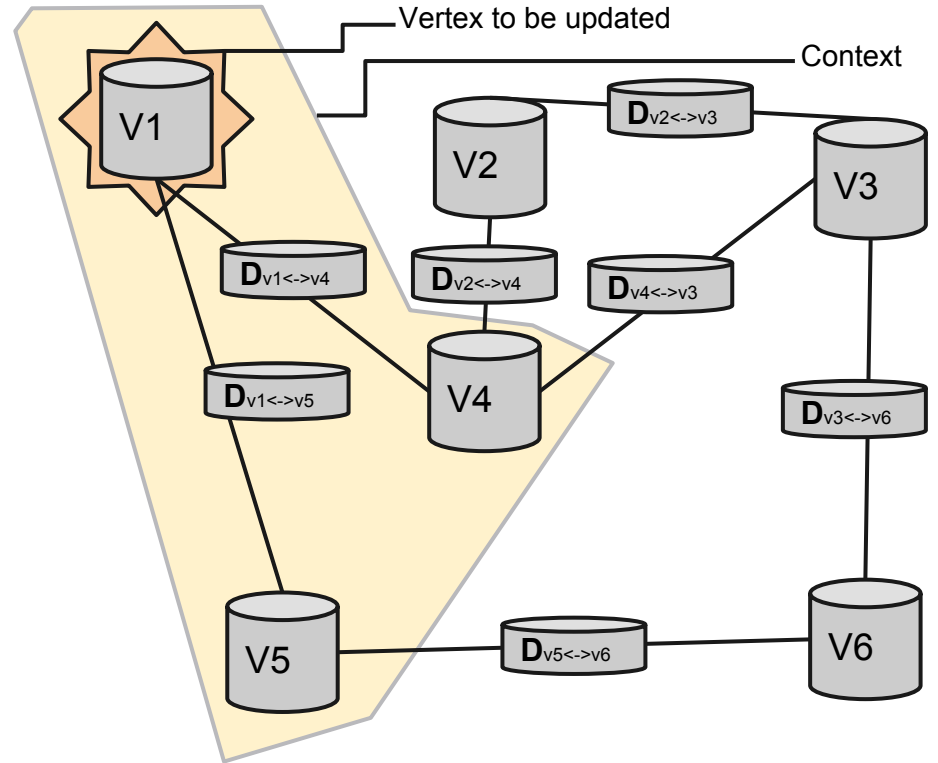 Vertex to be updated
Context
V1
V2
Dv2<->v3
V3
Dv1<->v4
Dv2<->v4
Dv4<->v3
Dv1<->v5
V4
Dv3<->v6
V5
Dv5<->v6
V6